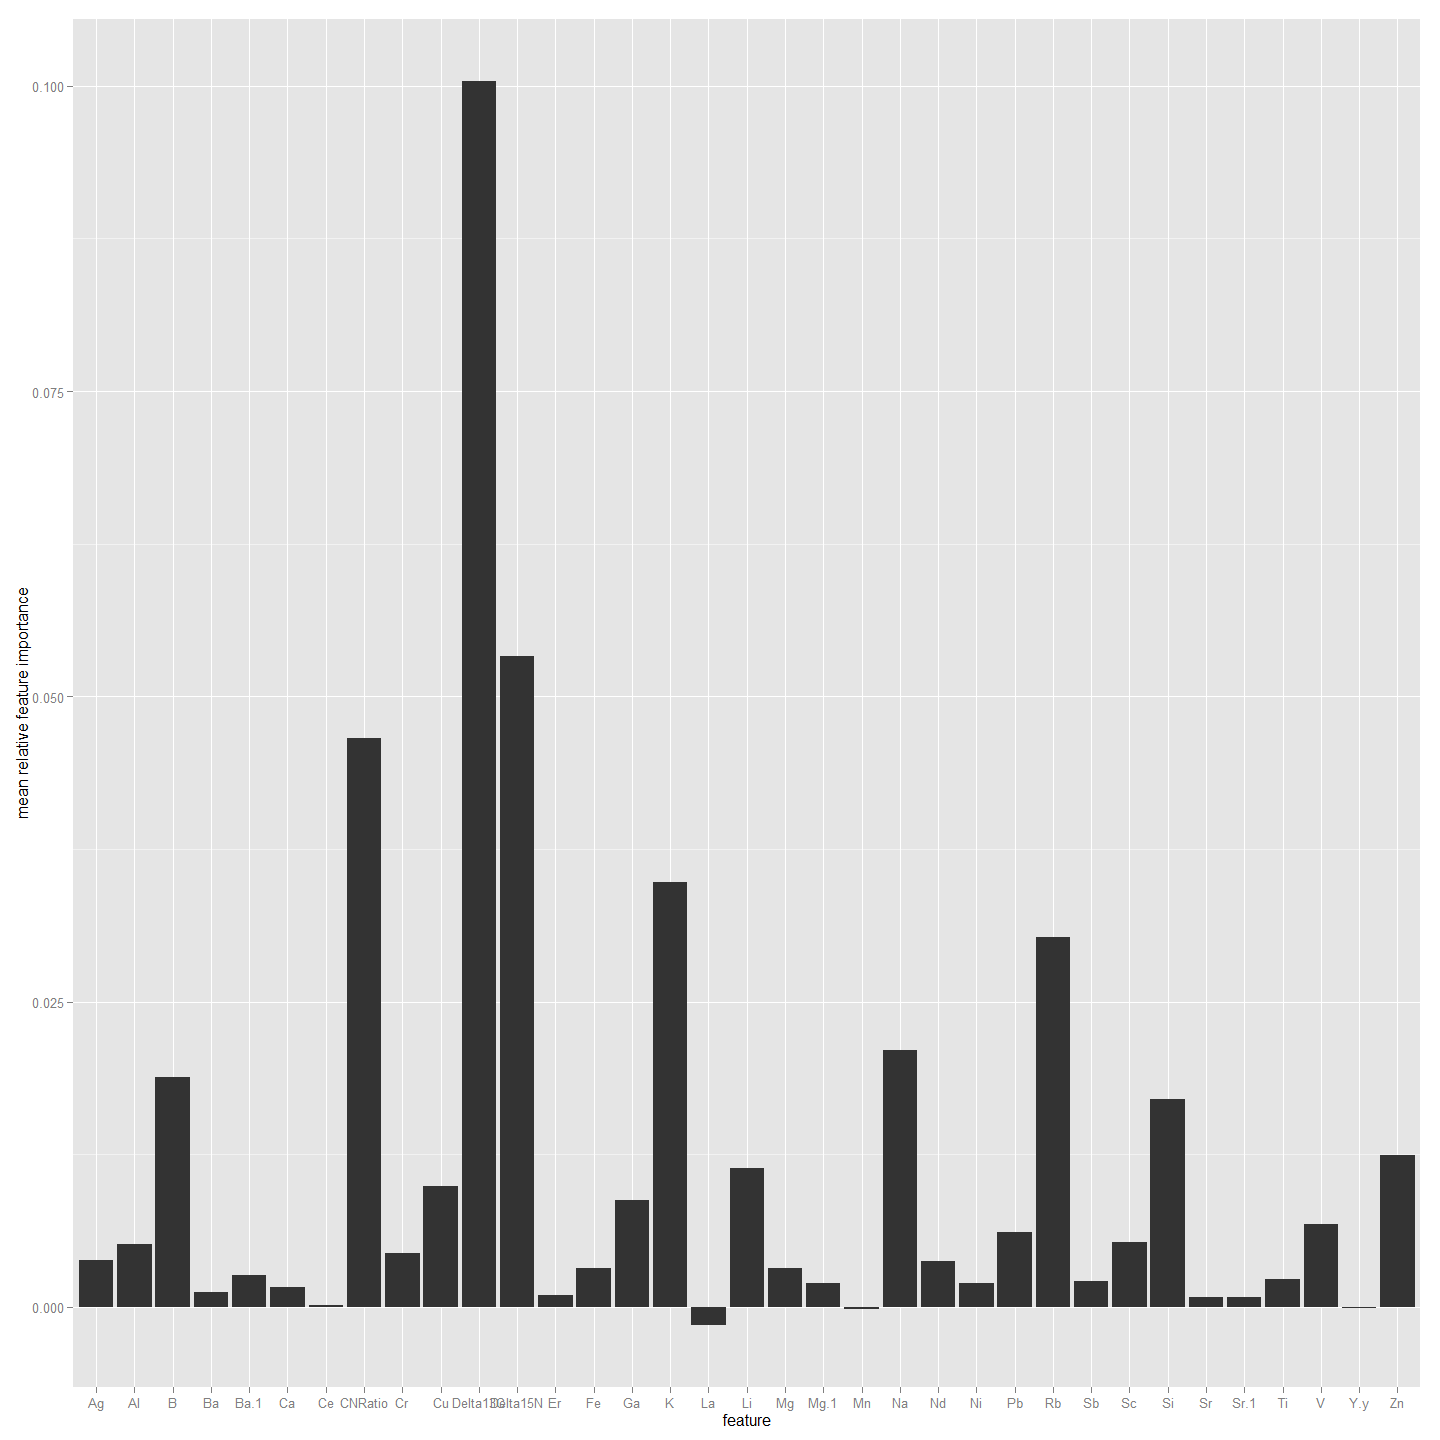 0.100
0.075
0.050
0.025
0.000
mean relative feature importance
Ag Al B Ba Ba.1 Ca Ce CNRatio Cr Cu Delta13C Delta15N Er Fe Ga K La Li Mg Mg.1 Mn Na Nd Ni Pb Rb Sb Sc Si Sr Sr.1 Ti V Y.y Zn
feature